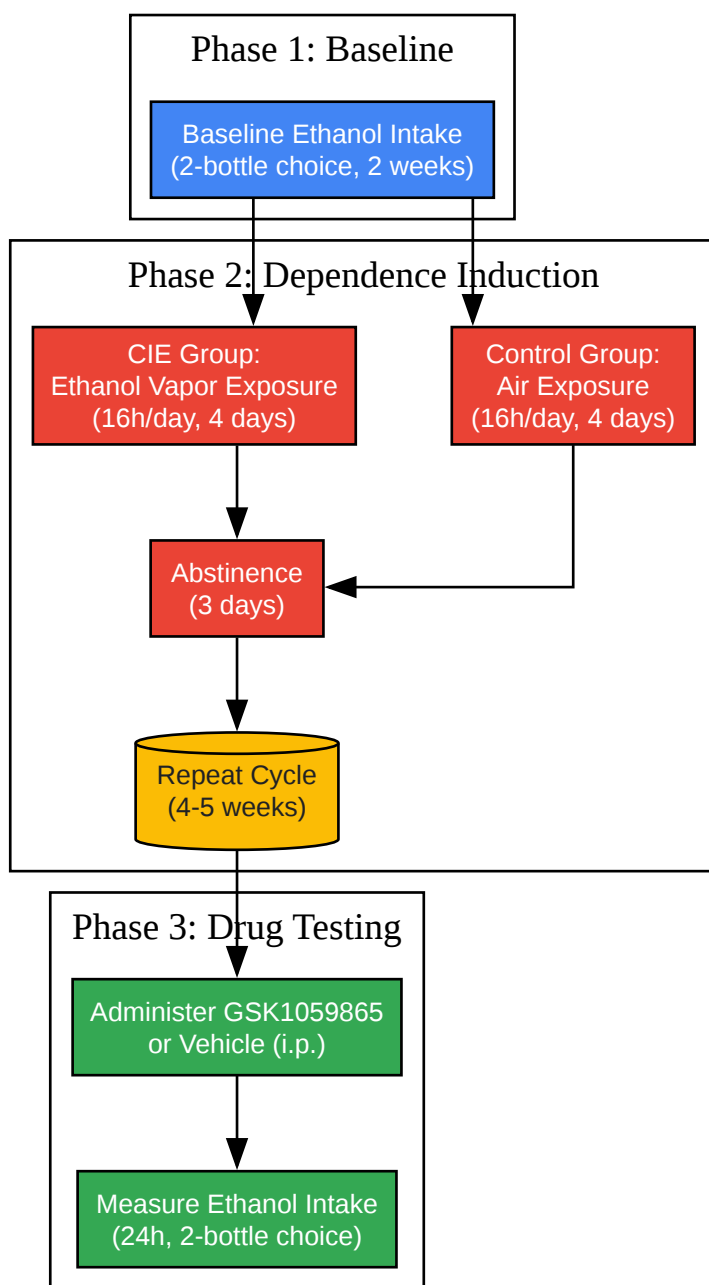 Phase 1: Baseline
Baseline Ethanol Intake
(2-bottle choice, 2 weeks)
Phase 2: Dependence Induction
CIE Group:
Ethanol Vapor Exposure
(16h/day, 4 days)
Control Group:
Air Exposure
(16h/day, 4 days)
Abstinence
(3 days)
Repeat Cycle
(4-5 weeks)
Phase 3: Drug Testing
Administer GSK1059865
or Vehicle (i.p.)
Measure Ethanol Intake
(24h, 2-bottle choice)